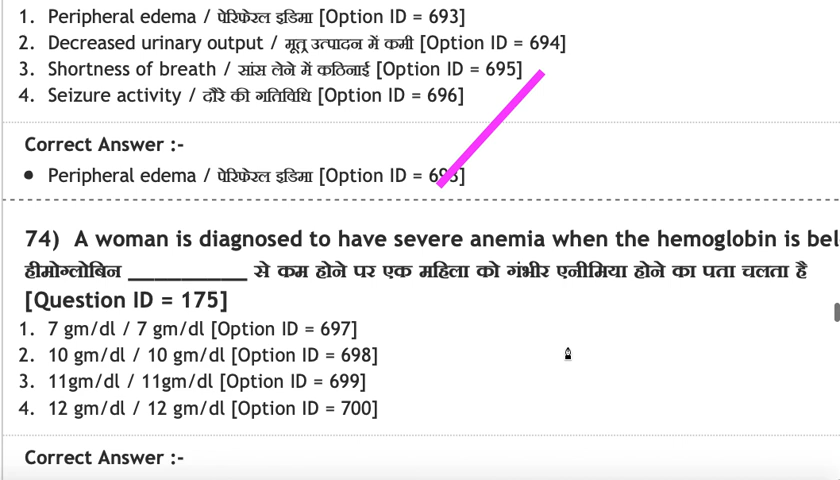 1. Peripheral edema / पेरिफेरल इडिमा [Option ID = 693]
2. Decreased urinary output / मूत्र उत्पादन में कमी [Option ID = 694]
3. Shortness of breath / सांस लेने में कठिनाई [Option ID = 695]
4. Seizure activity / दौरे की गतिविधि [Option ID = 696]
Correct Answer :-
• Peripheral edema / पेरिफेरल इडिमा [Option ID = 693]
74) A woman is diagnosed to have severe anemia when the hemoglobin is bel
हीमोग्लोबिन __________ से कम होने पर एक महिला को गंभीर एनीमिया होने का पता चलता है
[Question ID = 175]
1. 7 gm/dl / 7 gm/dl [Option ID = 697]
2. 10 gm/dl / 10 gm/dl [Option ID = 698]
3. 11gm/dl / 11gm/dl [Option ID = 699]
4. 12 gm/dl / 12 gm/dl [Option ID = 700]
Correct Answer :-